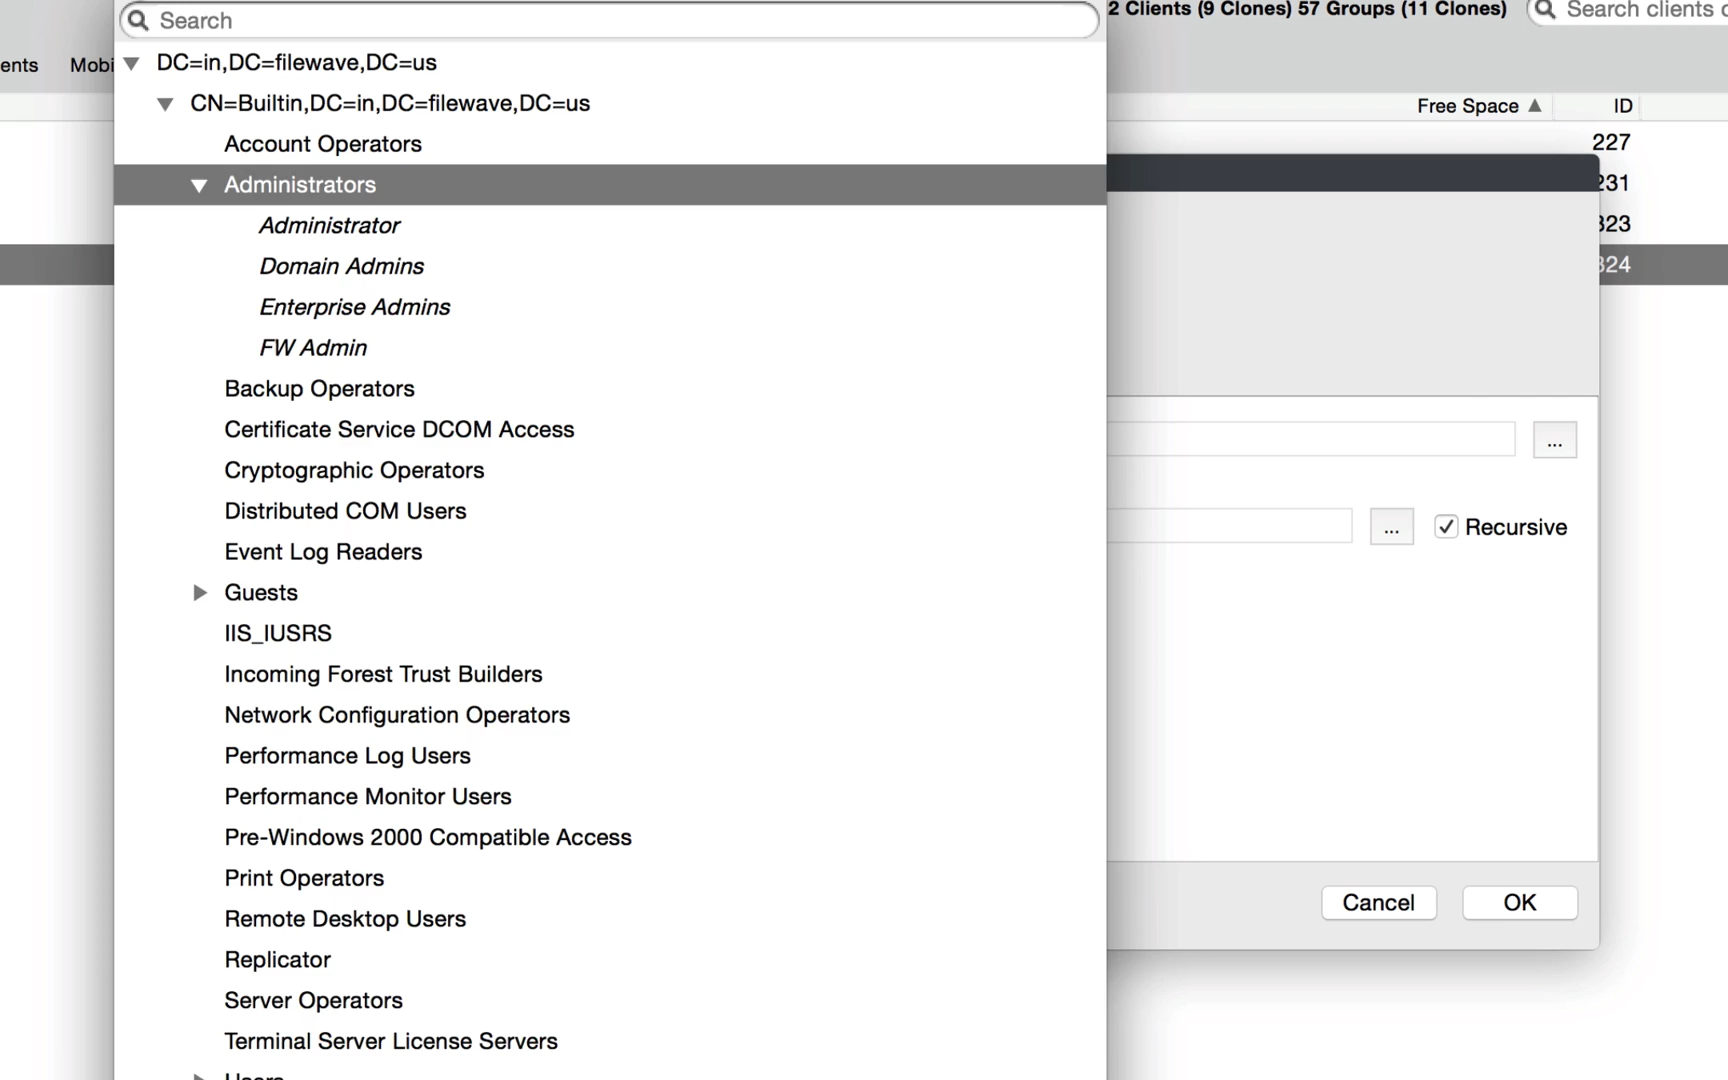 Search
2 Clients (9 Clones) 57 Groups (11 Clones)
Search clients
ents
Mobi
DC=in,DC=filewave,DC=us
CN=Builtin,DC=in,DC=filewave,DC=us
Free Space
ID
Account Operators
227
Administrators
231
Administrator
323
Domain Admins
324
Enterprise Admins
FW Admin
Backup Operators
Certificate Service DCOM Access
...
Cryptographic Operators
Distributed COM Users
... Recursive
Event Log Readers
Guests
IIS_IUSRS
Incoming Forest Trust Builders
Network Configuration Operators
Performance Log Users
Performance Monitor Users
Pre-Windows 2000 Compatible Access
Print Operators
Cancel
OK
Remote Desktop Users
Replicator
Server Operators
Terminal Server License Servers
Users